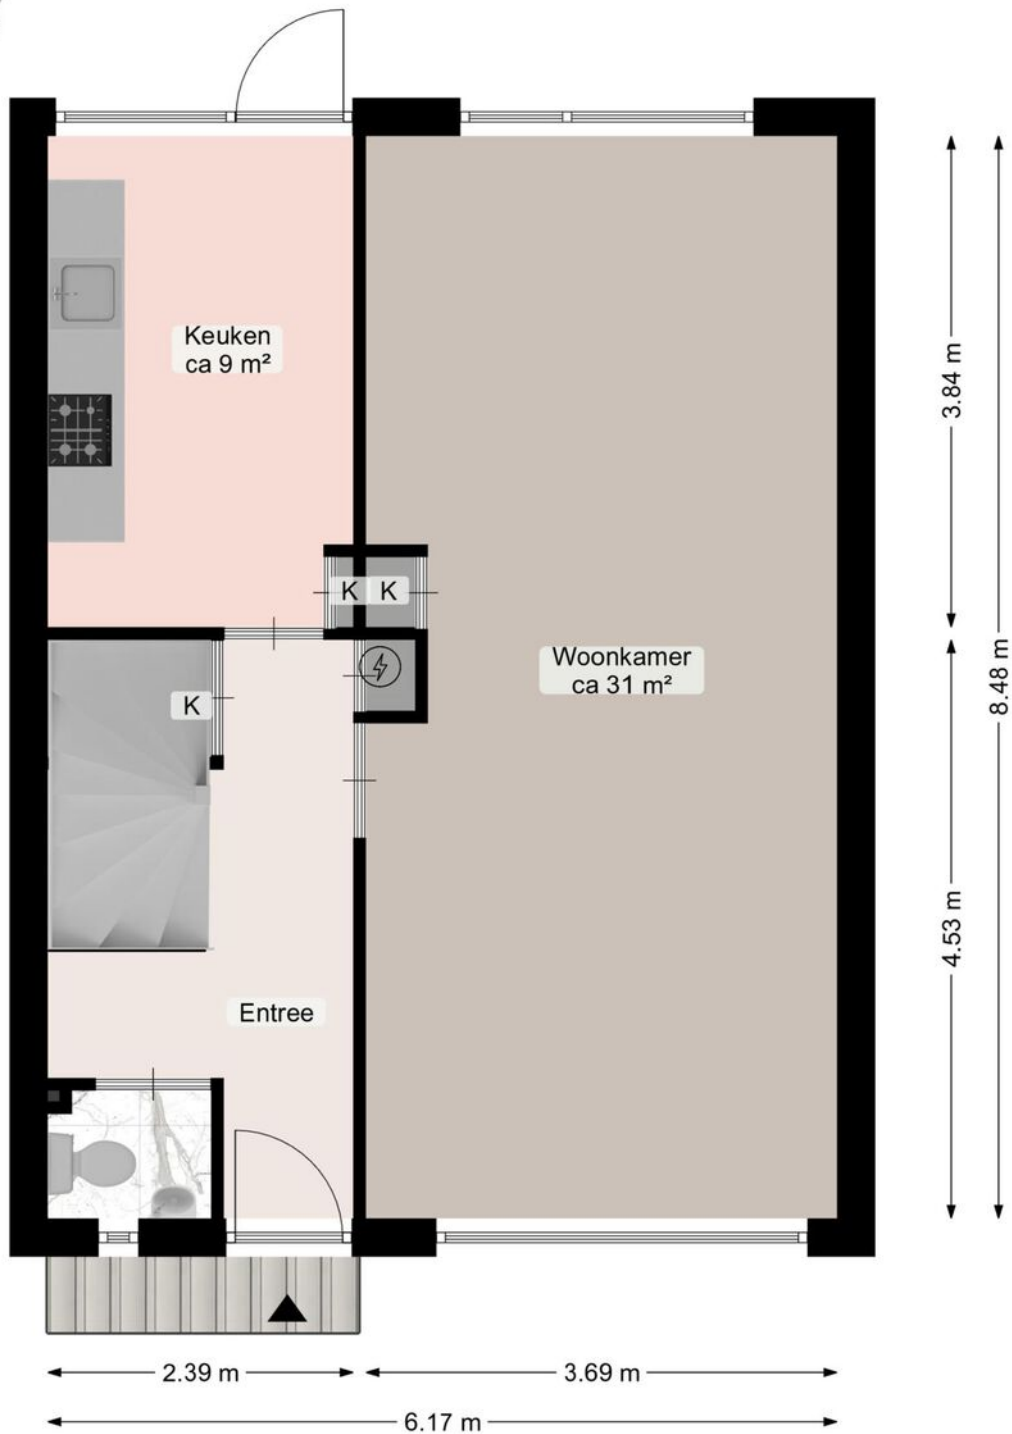 Keuken
ca 9 m²
3.84 m
K K
Woonkamer
ca 31 m²
8.48 m
K
4.53 m
Entree
2.39 m
3.69 m
6.17 m